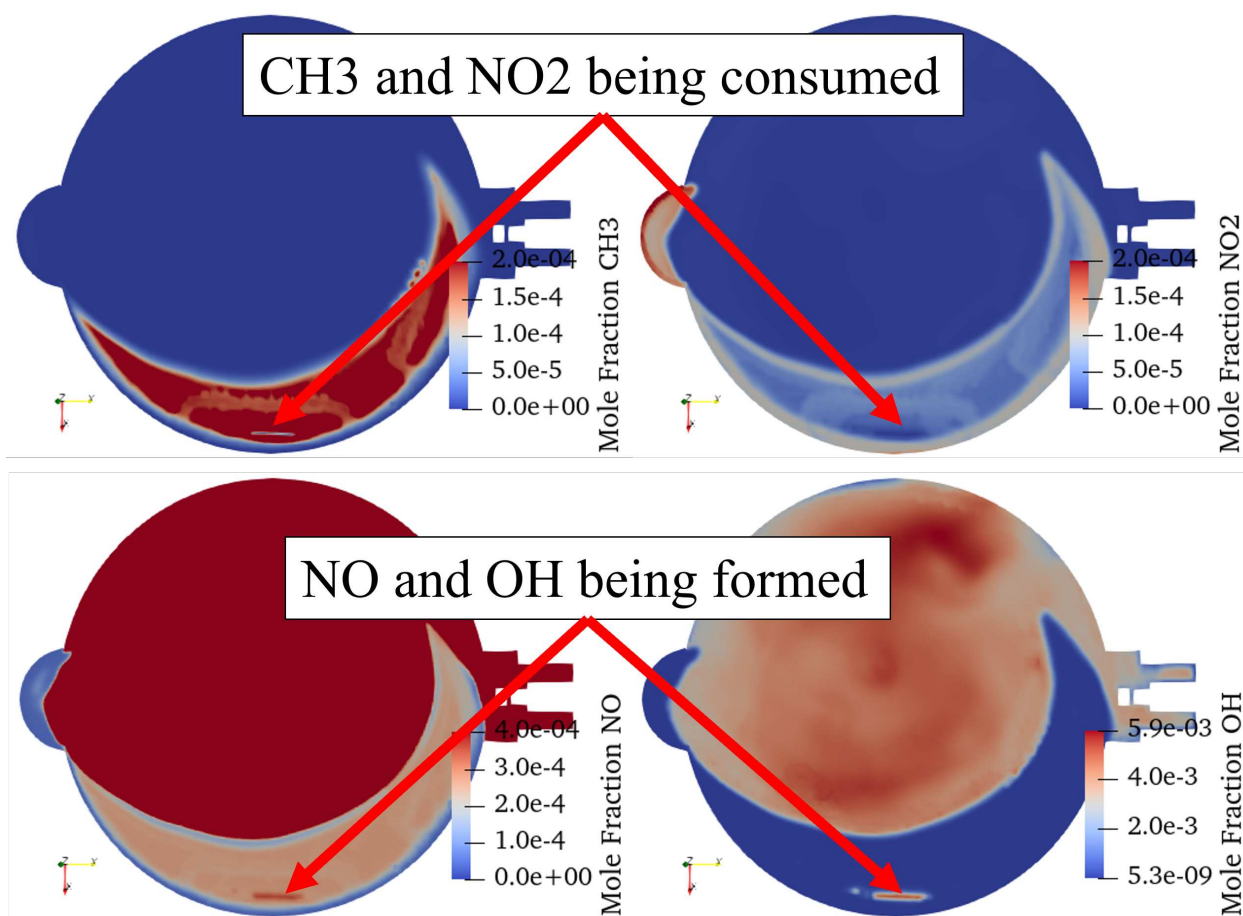 CH3 and NO2 being consumed
2.0e-04
1.5e-4
1.0e-4
5.0e-5
0.0e+00
Mole Fraction CH3
Z
Y
X
2.0e-04
1.5e-4
1.0e-4
5.0e-5
0.0e+00
Mole Fraction NO2
Z
Y
X
NO and OH being formed
4.0e-04
3.0e-4
2.0e-4
1.0e-4
0.0e+00
Mole Fraction NO
Z
Y
X
5.9e-03
4.0e-3
2.0e-3
5.3e-09
Mole Fraction OH
Z
Y
X